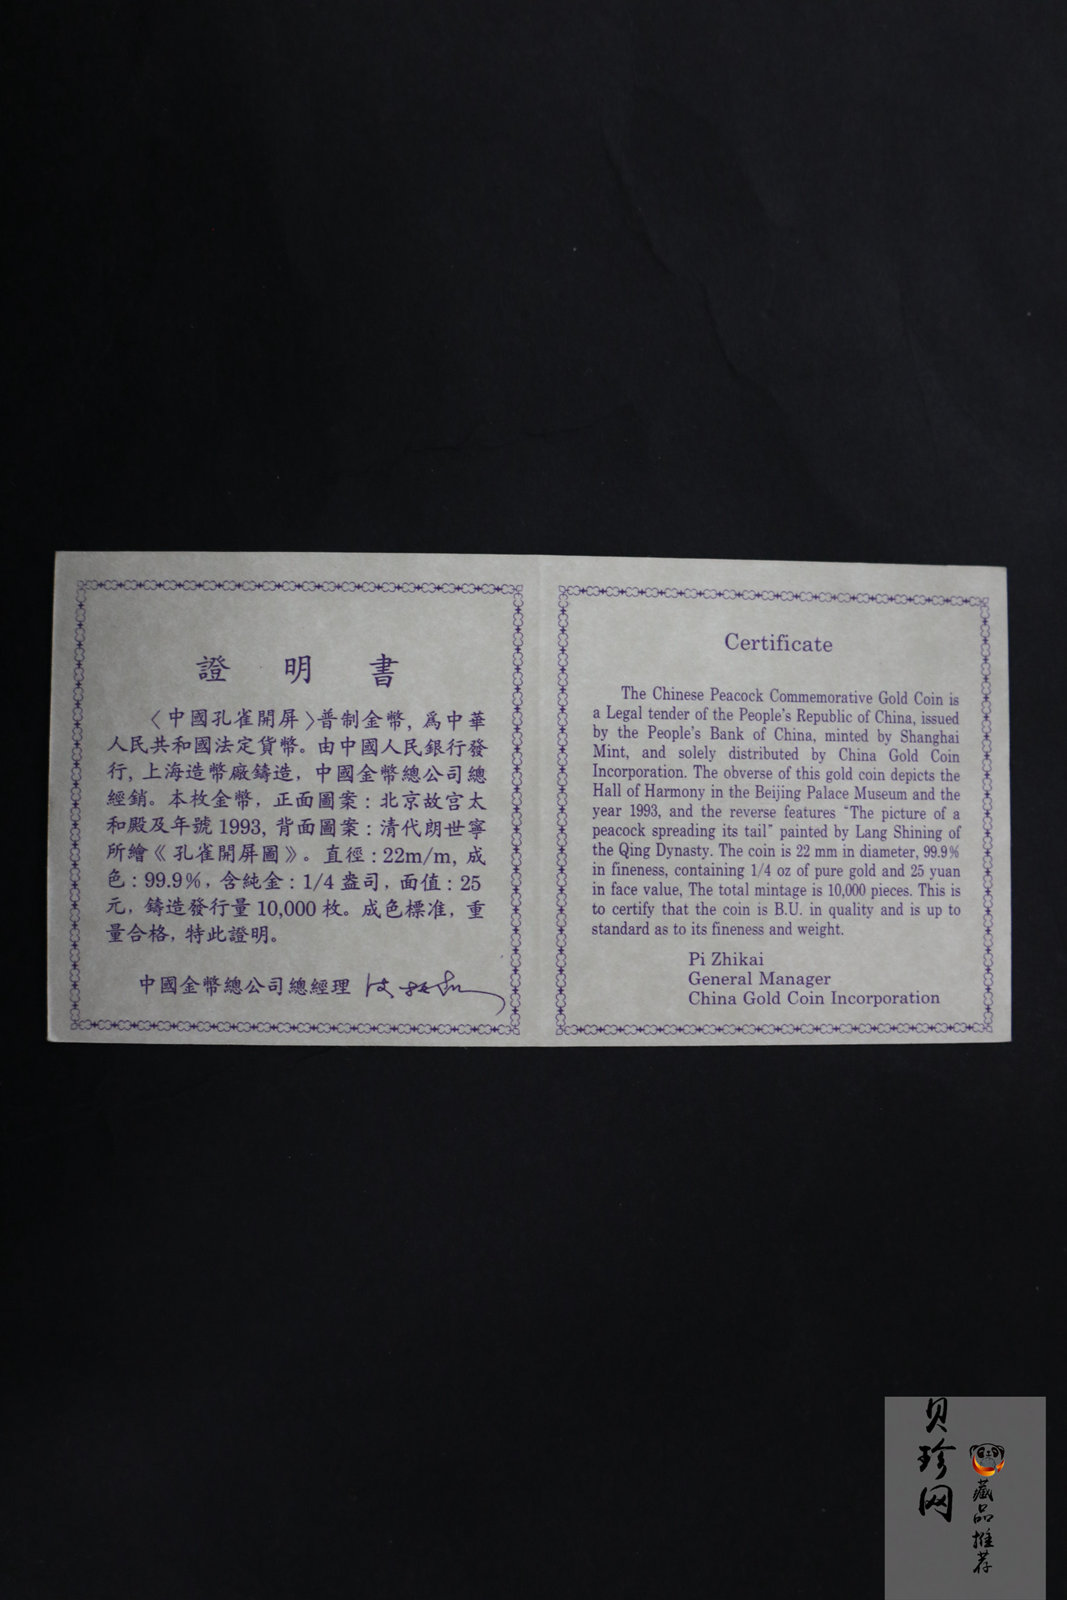 證 明 書
〈中國孔雀開屏〉普制金幣，爲中華
人民共和國法定貨幣。由中國人民銀行發
行，上海造幣廠鑄造，中國金幣總公司總
經銷。本枚金幣，正面圖案：北京故宮太
和殿及年號1993，背面圖案：清代朗世寧
所繪《孔雀開屏圖》。直徑：22m/m，成
色：99.9%，含純金：1/4盎司，面值：25
元，鑄造發行量10,000枚。成色標准，重
量合格，特此證明。
中國金幣總公司總經理
Certificate
The Chinese Peacock Commemorative Gold Coin is
a Legal tender of the People's Republic of China, issued
by the People's Bank of China, minted by Shanghai
Mint, and solely distributed by China Gold Coin
Incorporation. The obverse of this gold coin depicts the
Hall of Harmony in the Beijing Palace Museum and the
year 1993, and the reverse features "The picture of a
peacock spreading its tail" painted by Lang Shining of
the Qing Dynasty. The coin is 22 mm in diameter, 99.9%
in fineness, containing 1/4 oz of pure gold and 25 yuan
in face value, The total mintage is 10,000 pieces. This is
to certify that the coin is B.U. in quality and is up to
standard as to its fineness and weight.
Pi Zhikai
General Manager
China Gold Coin Incorporation
贝珍网
藏品推荐